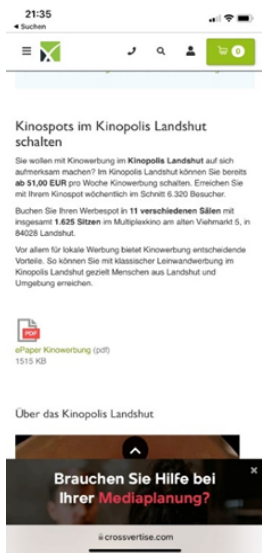 21:35
◂ Suchen
0
Kinospots im Kinopolis Landshut
schalten
Sie wollen mit Kinowerbung im Kinopolis Landshut auf sich
aufmerksam machen? Im Kinopolis Landshut können Sie bereits
ab 51,00 EUR pro Woche Kinowerbung schalten. Erreichen Sie
mit Ihrem Kinospot wöchentlich im Schnitt 6.320 Besucher.
Buchen Sie Ihren Werbespot in 11 verschiedenen Sälen mit
insgesamt 1.625 Sitzen im Multiplexkino am alten Viehmarkt 5, in
84028 Landshut.
Vor allem für lokale Werbung bietet Kinowerbung entscheidende
Vorteile. So können Sie mit klassischer Leinwandwerbung im
Kinopolis Landshut gezielt Menschen aus Landshut und
Umgebung erreichen.
PDF
ePaper Kinowerbung (pdf)
1515 KB
Über das Kinopolis Landshut
Brauchen Sie Hilfe bei
Ihrer Mediaplanung?
crossvertise.com